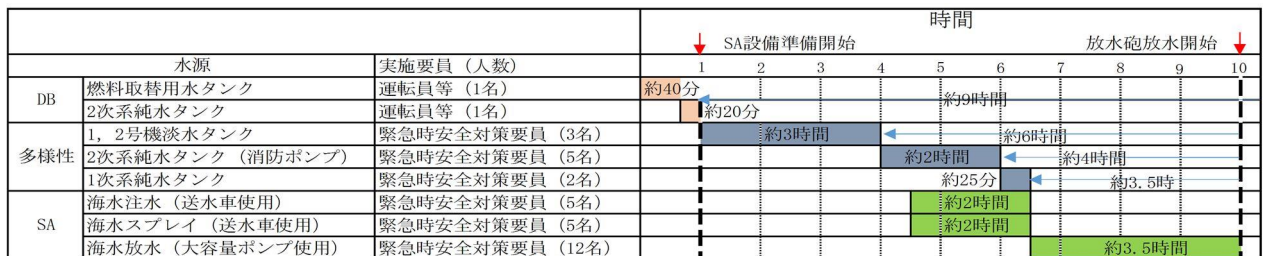 時間
SA設備準備開始 放水砲放水開始
水源 実施要員（人数） 1 2 3 4 5 6 7 8 9 10
DB 燃料取替用水タンク 運転員等（1名） 約40分
約9時間
2次系純水タンク 運転員等（1名） 約20分
多様性 1，2号機淡水タンク 緊急時安全対策要員（3名） 約3時間 約6時間
2次系純水タンク（消防ポンプ） 緊急時安全対策要員（5名） 約2時間 約4時間
1次系純水タンク 緊急時安全対策要員（2名） 約25分 約3.5時
SA 海水注水（送水車使用） 緊急時安全対策要員（5名） 約2時間
海水スプレイ（送水車使用） 緊急時安全対策要員（5名） 約2時間
海水放水（大容量ポンプ使用） 緊急時安全対策要員（12名） 約3.5時間